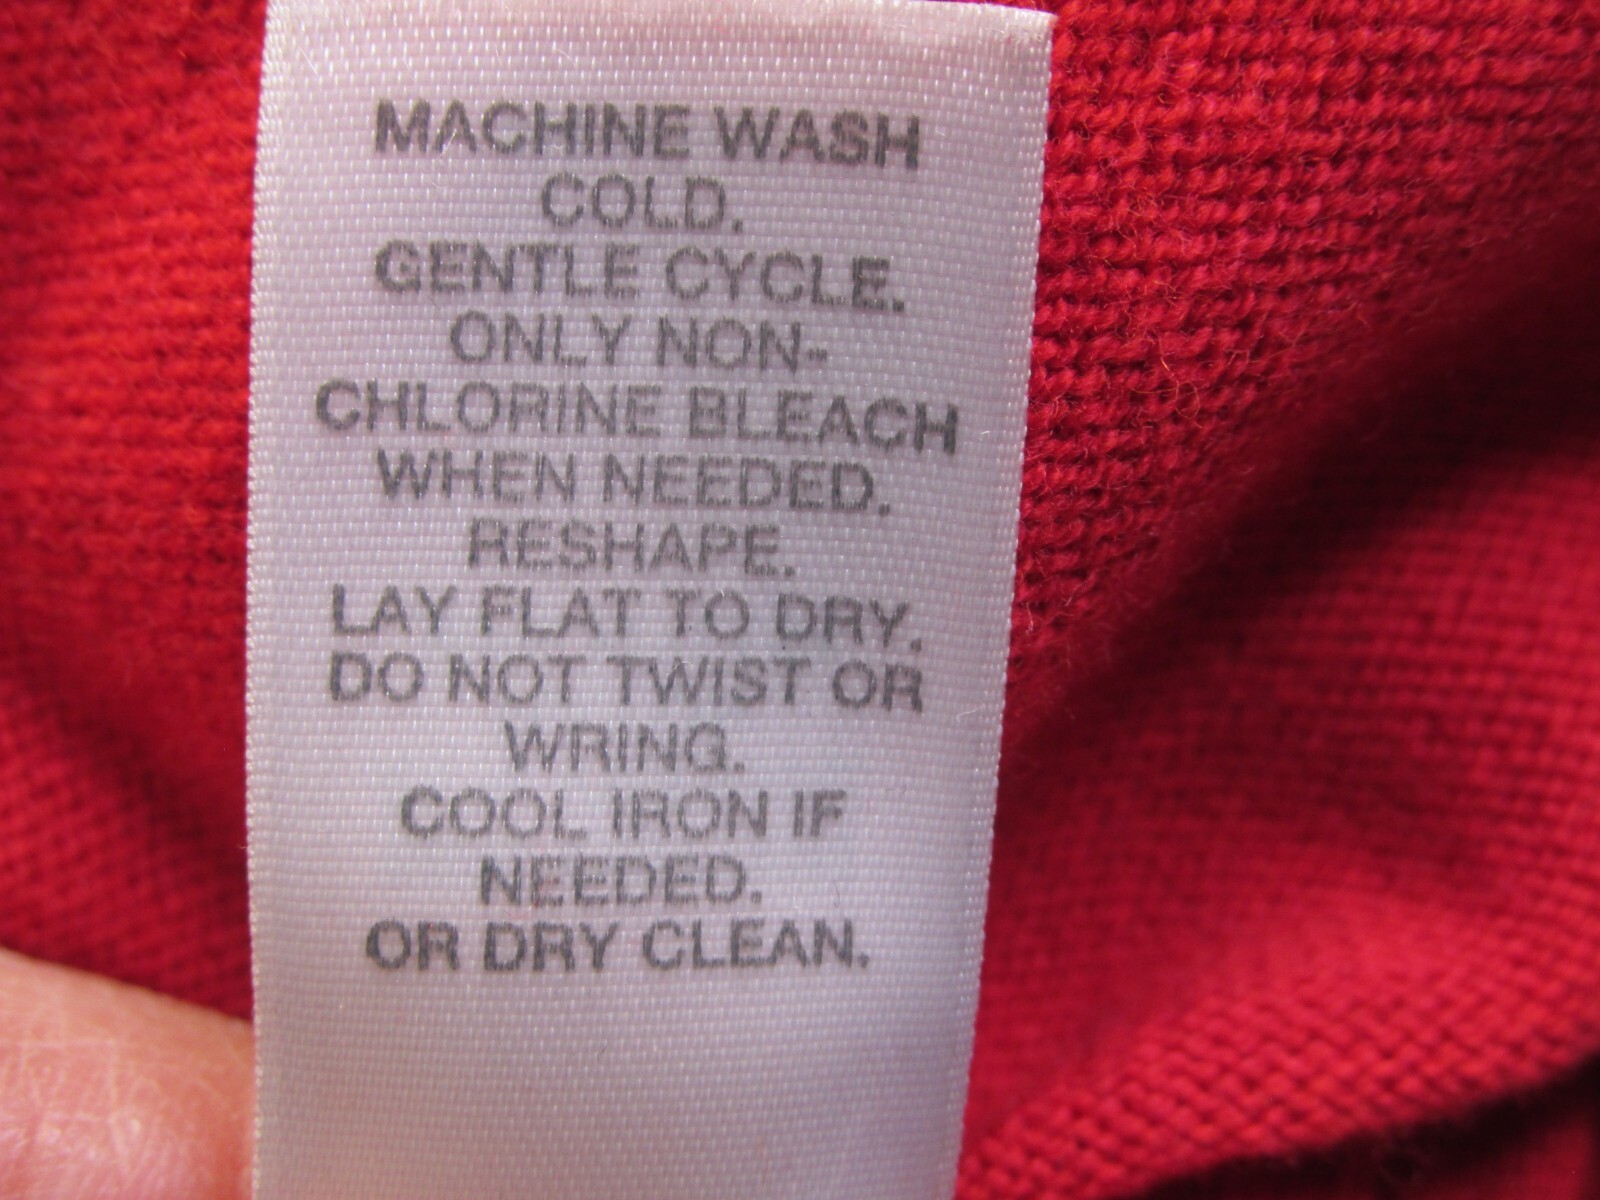 MACHINE WASH
COLD.
GENTLE CYCLE.
ONLY NON-
CHLORINE BLEACH
WHEN NEEDED.
RESHAPE.
LAY FLAT TO DRY.
DO NOT TWIST OR
WRING.
COOL IRON IF
NEEDED.
OR DRY CLEAN.